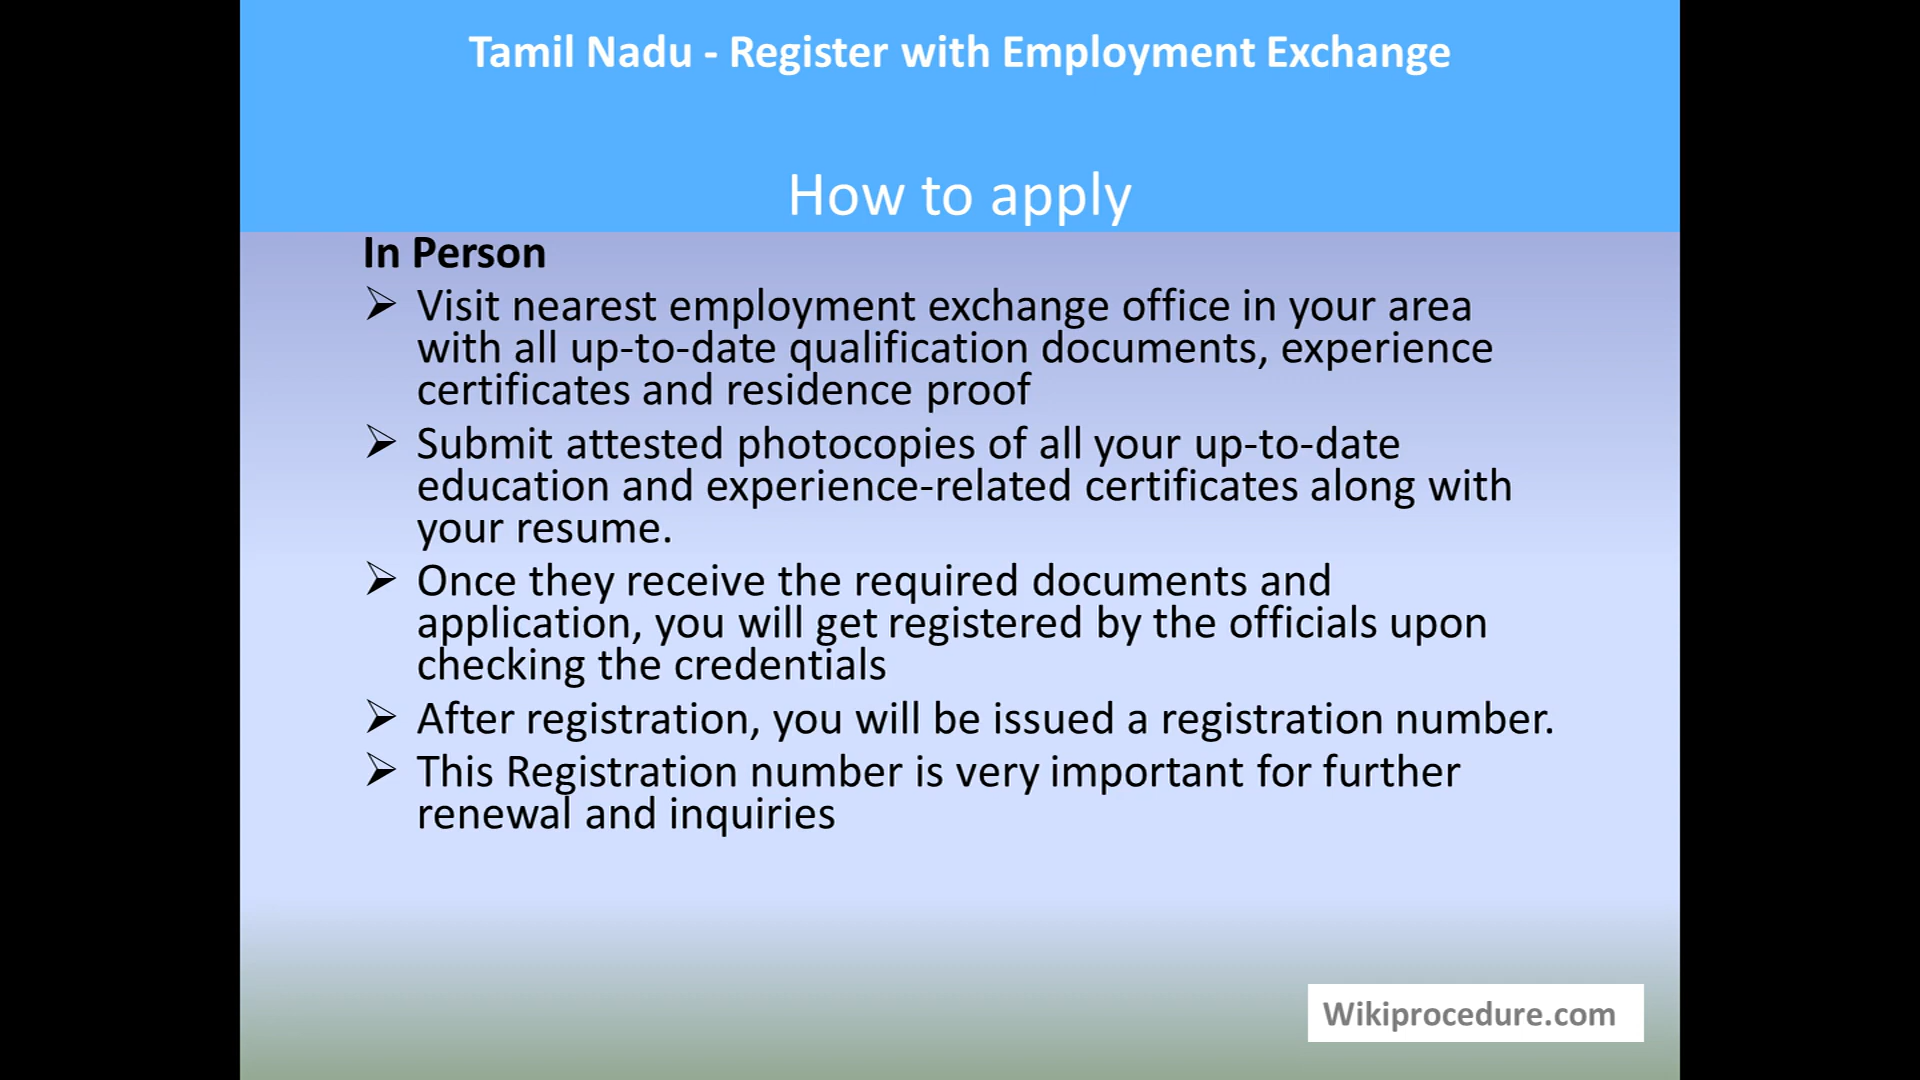 Tamil Nadu - Register with Employment Exchange
How to apply
In Person
➢ Visit nearest employment exchange office in your area
with all up-to-date qualification documents, experience
certificates and residence proof
➢ Submit attested photocopies of all your up-to-date
education and experience-related certificates along with
your resume.
➢ Once they receive the required documents and
application, you will get registered by the officials upon
checking the credentials
➢ After registration, you will be issued a registration number.
➢ This Registration number is very important for further
renewal and inquiries
Wikiprocedure.com